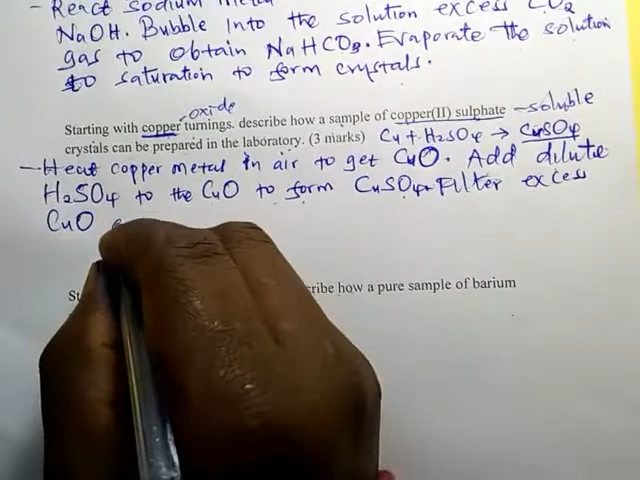 - React sodium metal
NaOH. Bubble into the solution excess CO2
gas to obtain NaHCO3. Evaporate the solution
to saturation to form crystals.
oxide
Starting with copper turnings. describe how a sample of copper(II) sulphate - soluble
crystals can be prepared in the laboratory. (3 marks) Cu + H2SO4 → CuSO4
- Heat copper metal in air to get CuO. Add dilute
H2SO4 to the CuO to form CuSO4. Filter excess
CuO
St ribe how a pure sample of barium